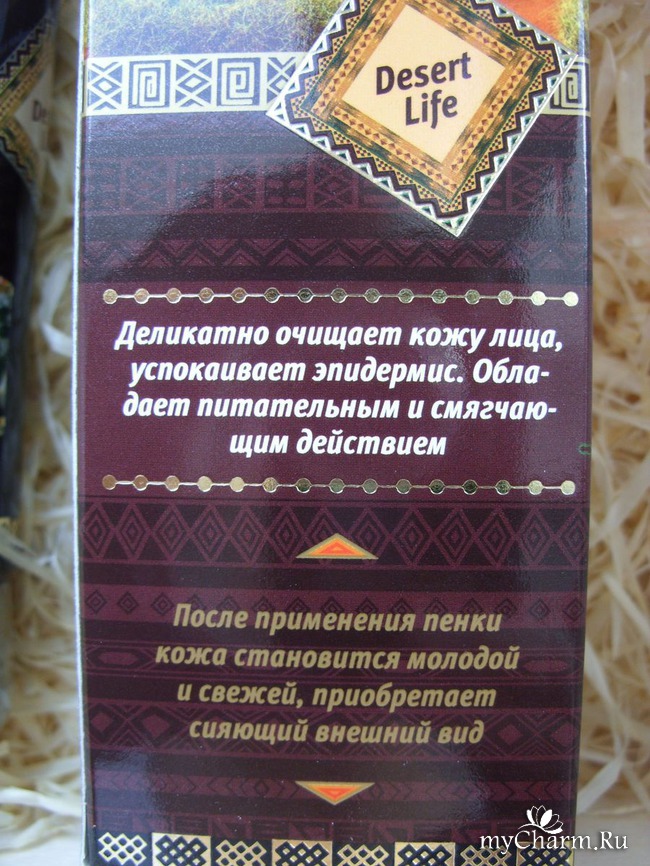 Desert
Life
Деликатно очищает кожу лица,
успокаивает эпидермис. Обла-
дает питательным и смягчаю-
щим действием
После применения пенки
кожа становится молодой
и свежей, приобретает
сияющий внешний вид
myCharm.Ru